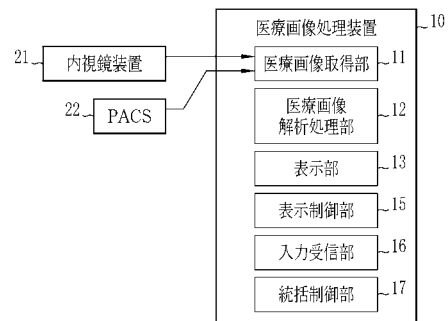 医療画像処理装置 10
21 内視鏡装置
医療画像取得部 11
22 PACS
医療画像
解析処理部 12
表示部 13
表示制御部 15
入力受信部 16
統括制御部 17